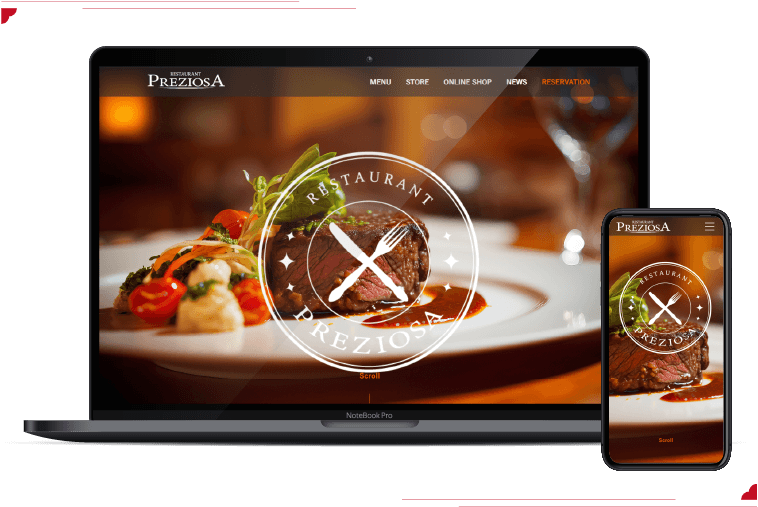 RESTAURANT
PREZIOSA
MENU STORE ONLINE SHOP NEWS RESERVATION
RESTAURANT
PREZIOSA
Scroll
NoteBook Pro
RESTAURANT
PREZIOSA
RESTAURANT
PREZIOSA
Scroll